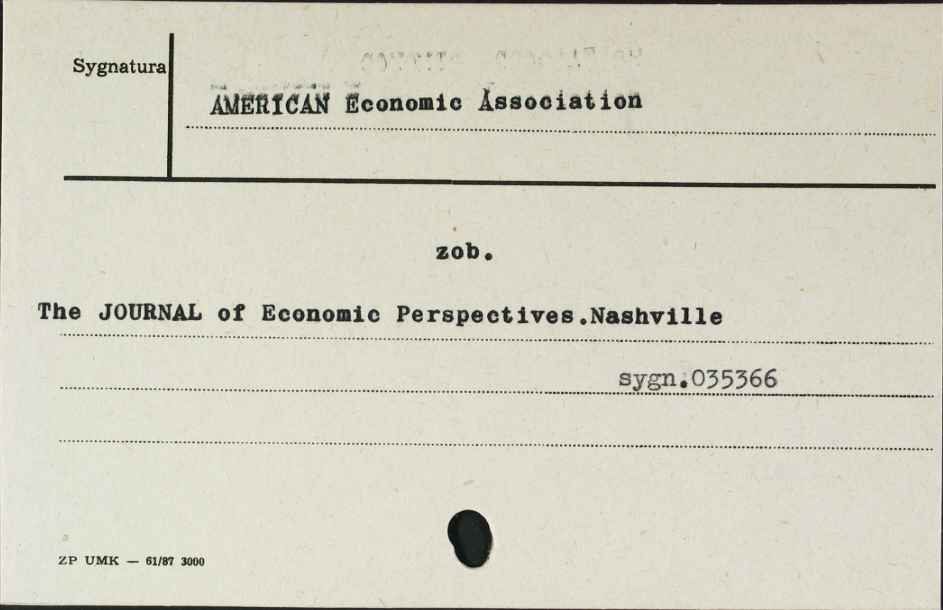 Sygnatura
AMERICAN Economic Association
zob.
The JOURNAL of Economic Perspectives.Nashville
sygn.035366
ZP UMK — 61/87 3000